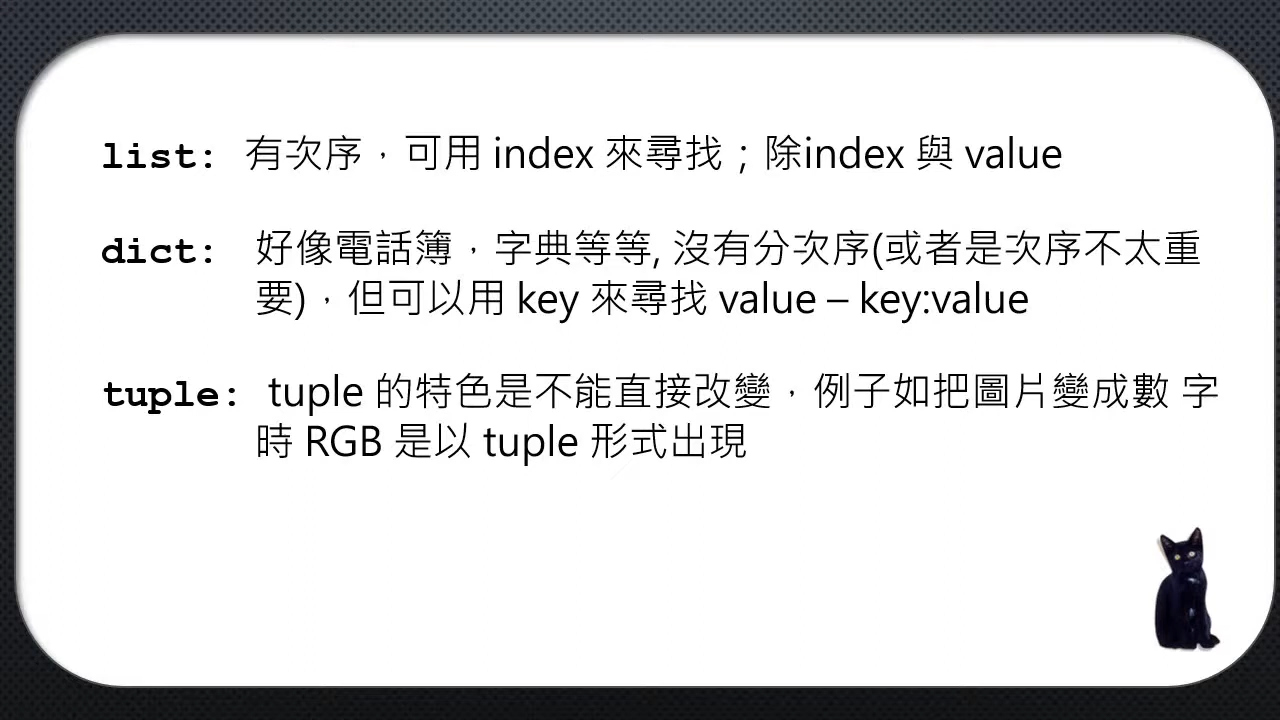 list: 有次序，可用 index 來尋找；除index 與 value
dict: 好像電話簿，字典等等, 沒有分次序(或者是次序不太重
要)，但可以用 key 來尋找 value – key:value
tuple: tuple 的特色是不能直接改變，例子如把圖片變成數 字
時 RGB 是以 tuple 形式出現